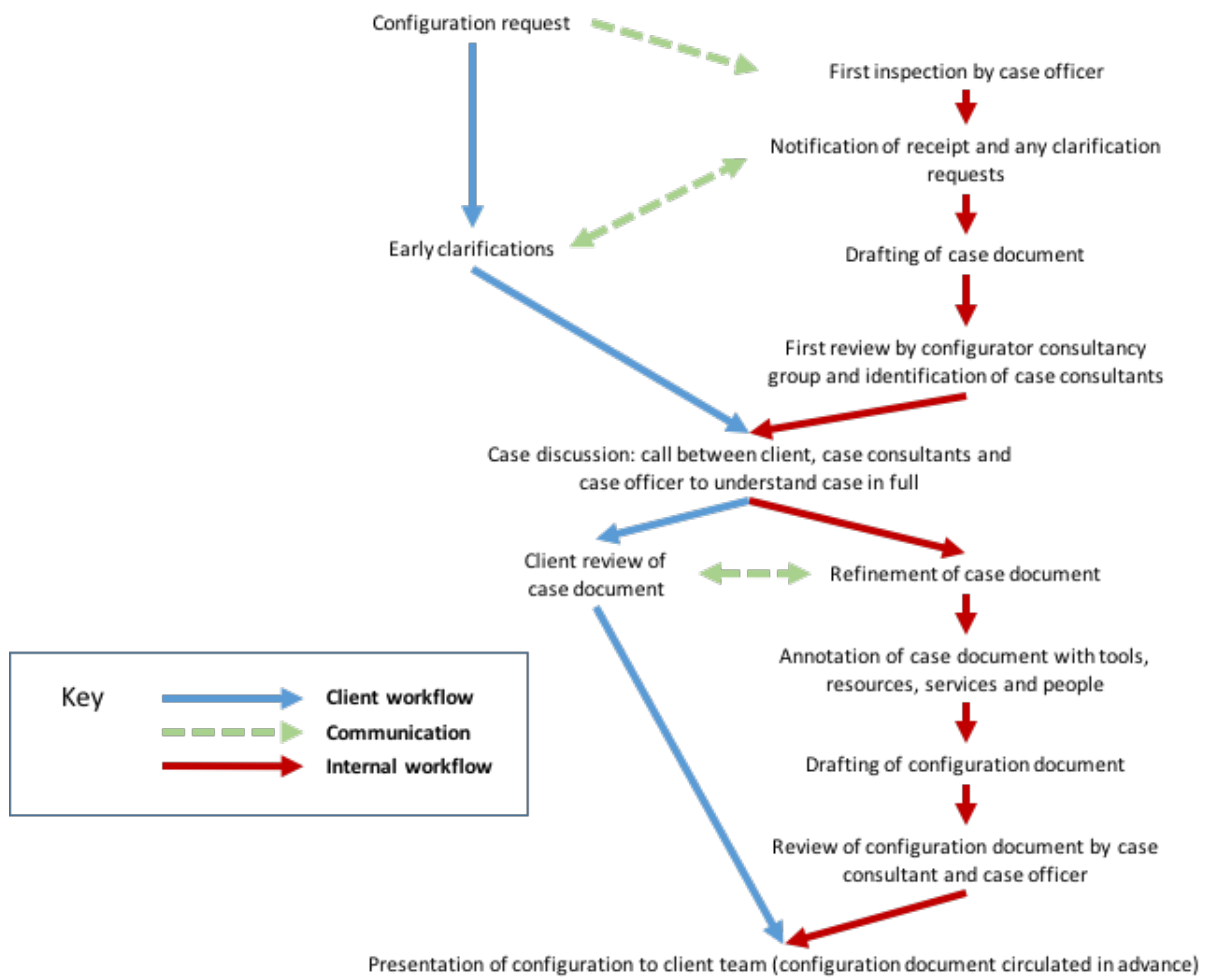 Configuration request
First inspection by case officer
Notification of receipt and any clarification
requests
Early clarifications
Drafting of case document
First review by configurator consultancy
group and identification of case consultants
Case discussion: call between client, case consultants and
case officer to understand case in full
Client review of
case document
Refinement of case document
Annotation of case document with tools,
resources, services and people
Key
Client workflow
Communication
Internal workflow
Drafting of configuration document
Review of configuration document by case
consultant and case officer
Presentation of configuration to client team (configuration document circulated in advance)